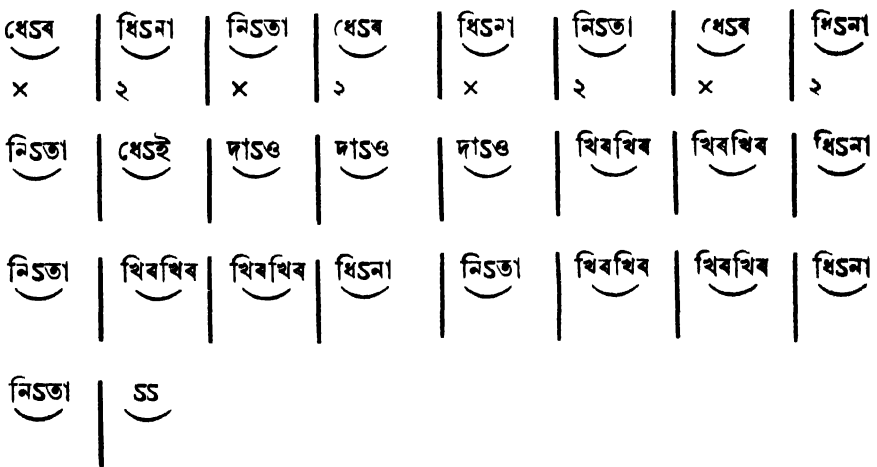 ধেঽৰ | ধিঽনা | নিঽতা | ধেঽৰ | ধিঽনা | নিঽতা | ধেঽৰ | ধিঽনা
× ২ × ২ × ২ × ২
নিঽতা | ধেঽই | দাঽও | দাঽও | দাঽও | খিৰখিৰ | খিৰখিৰ | ধিঽনা
নিঽতা | খিৰখিৰ | খিৰখিৰ | ধিঽনা | নিঽতা | খিৰখিৰ | খিৰখিৰ | ধিঽনা
নিঽতা | ঽঽ